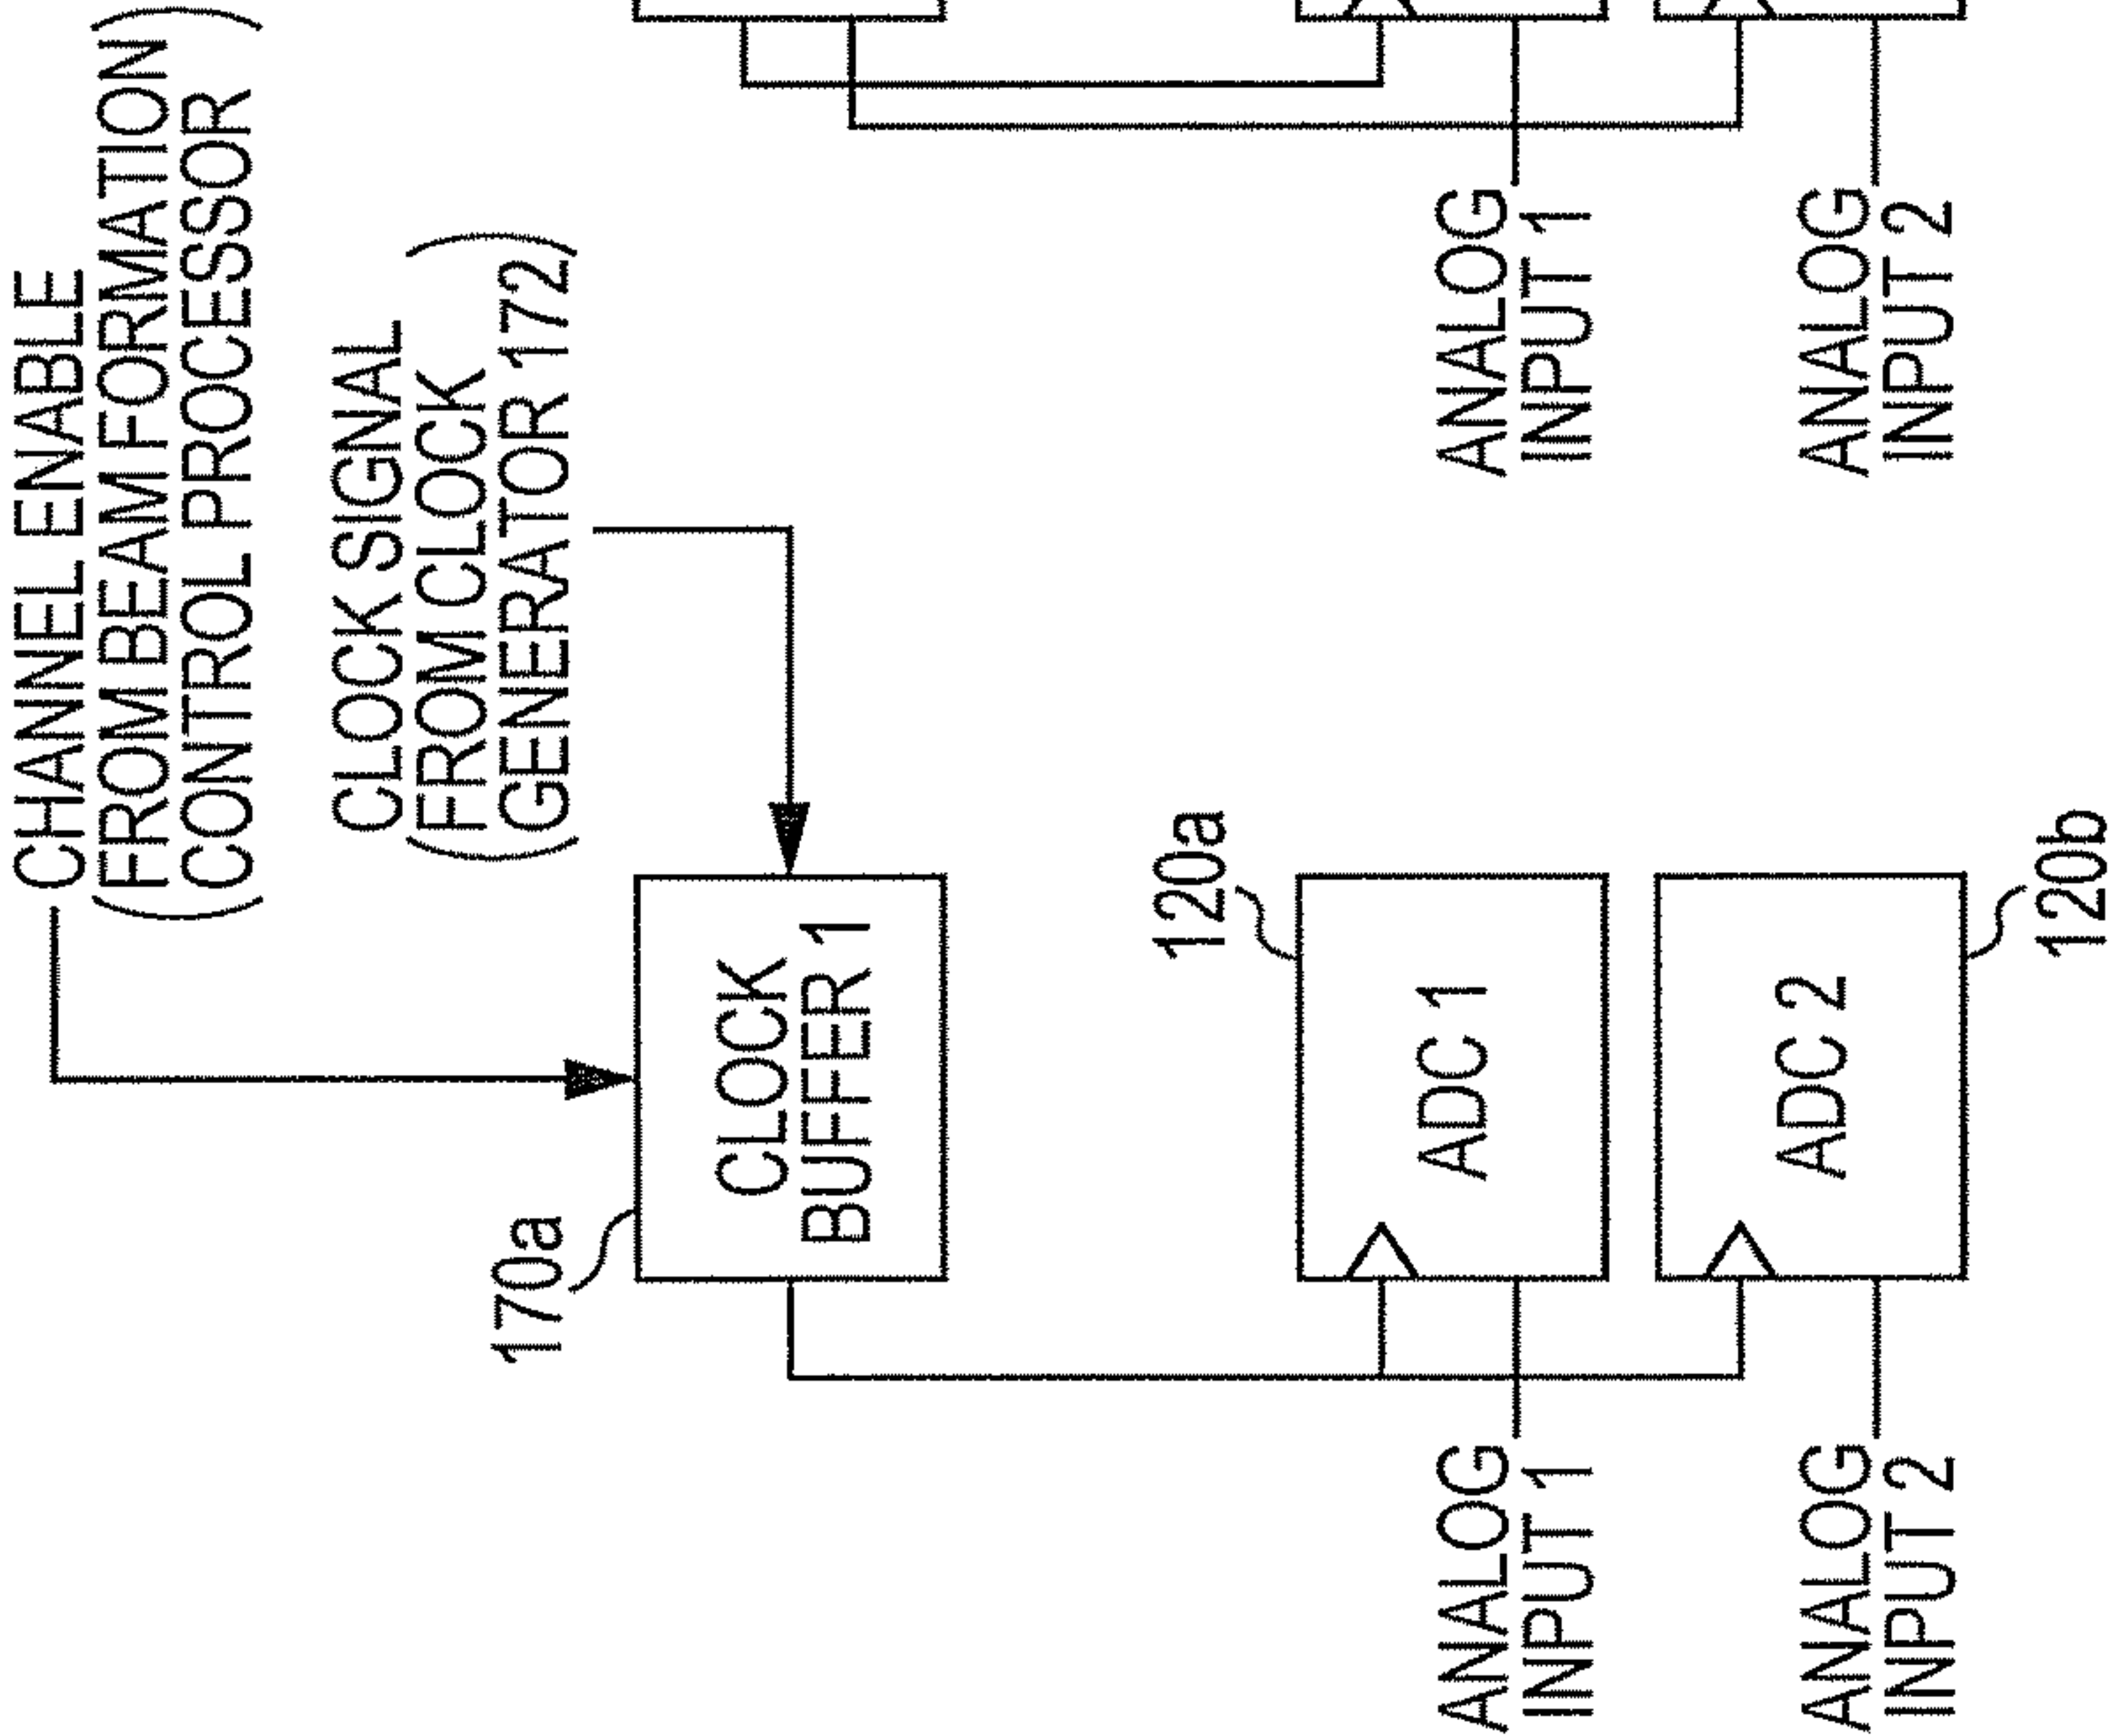 CHANNEL ENABLE
(FROM BEAM FORMATION
CONTROL PROCESSOR)
CLOCK SIGNAL
(FROM CLOCK
GENERATOR 172)
170a
CLOCK
BUFFER 1
120a
ADC 1
ADC 2
120b
ANALOG
INPUT 1
ANALOG
INPUT 2
ANALOG
INPUT 1
ANALOG
INPUT 2